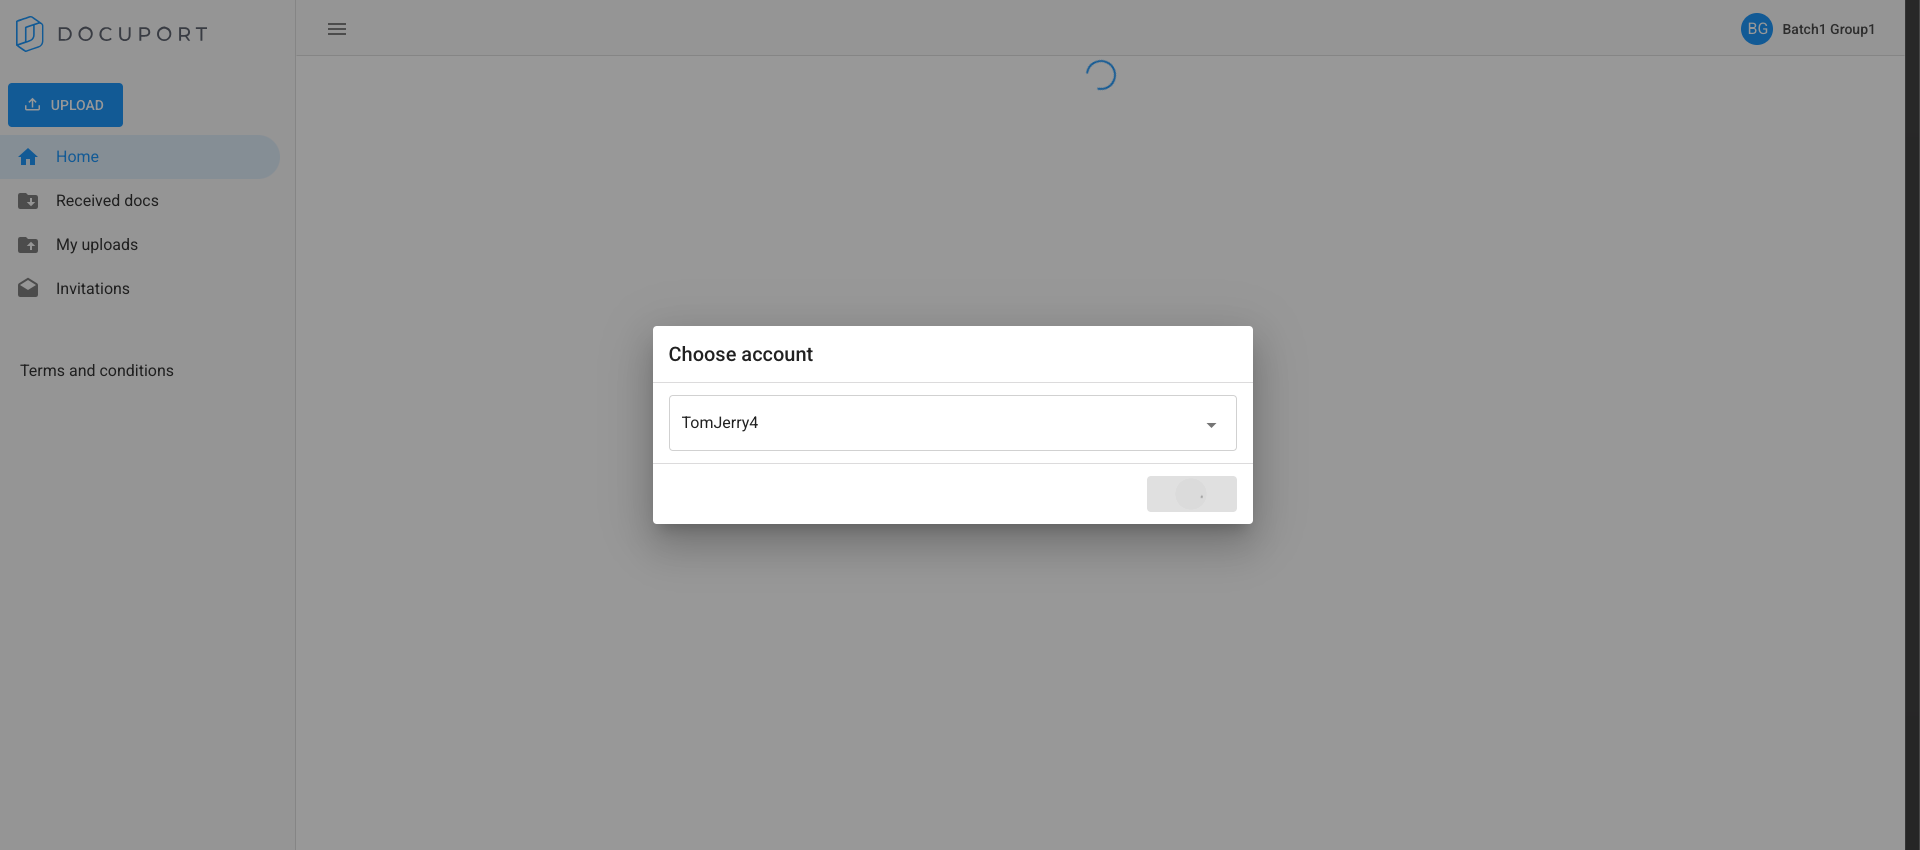 DOCUPORT
BG
Batch1 Group1
UPLOAD
Home
Received docs
My uploads
Invitations
Terms and conditions
Choose account
TomJerry4